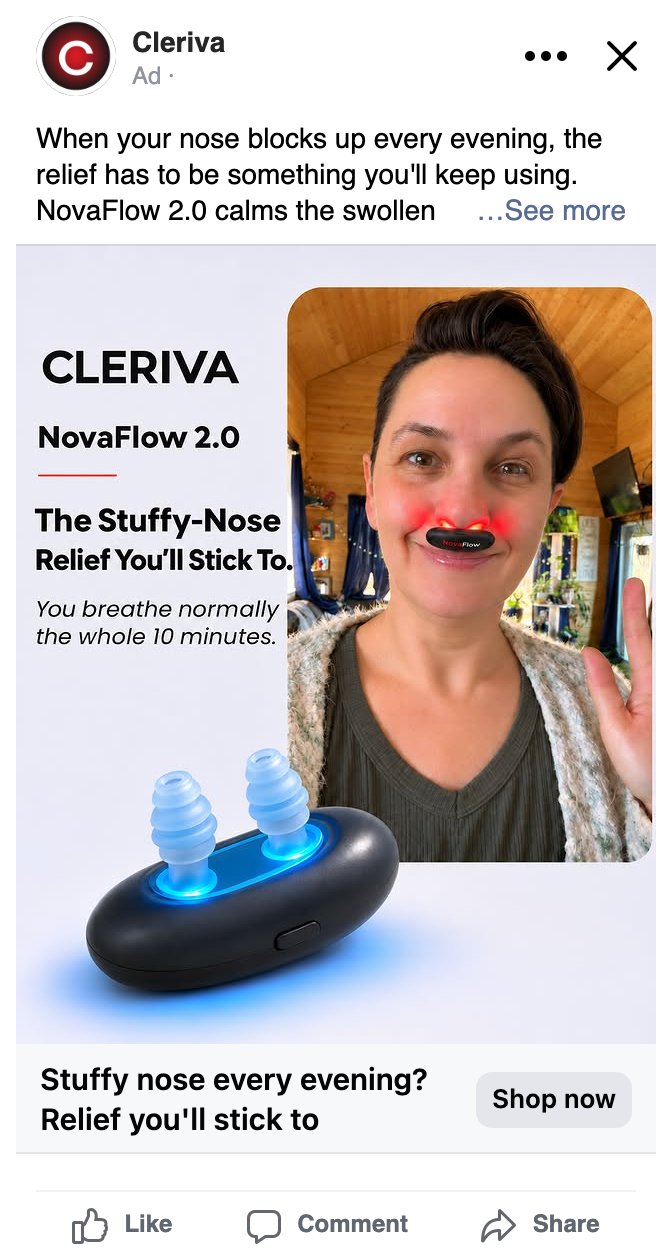 C
Cleriva
Ad ·
When your nose blocks up every evening, the
relief has to be something you'll keep using.
NovaFlow 2.0 calms the swollen ...See more
CLERIVA
NovaFlow 2.0
The Stuffy-Nose
Relief You'll Stick To.
You breathe normally
the whole 10 minutes.
NovaFlow
Stuffy nose every evening?
Relief you'll stick to
Shop now
Like Comment Share